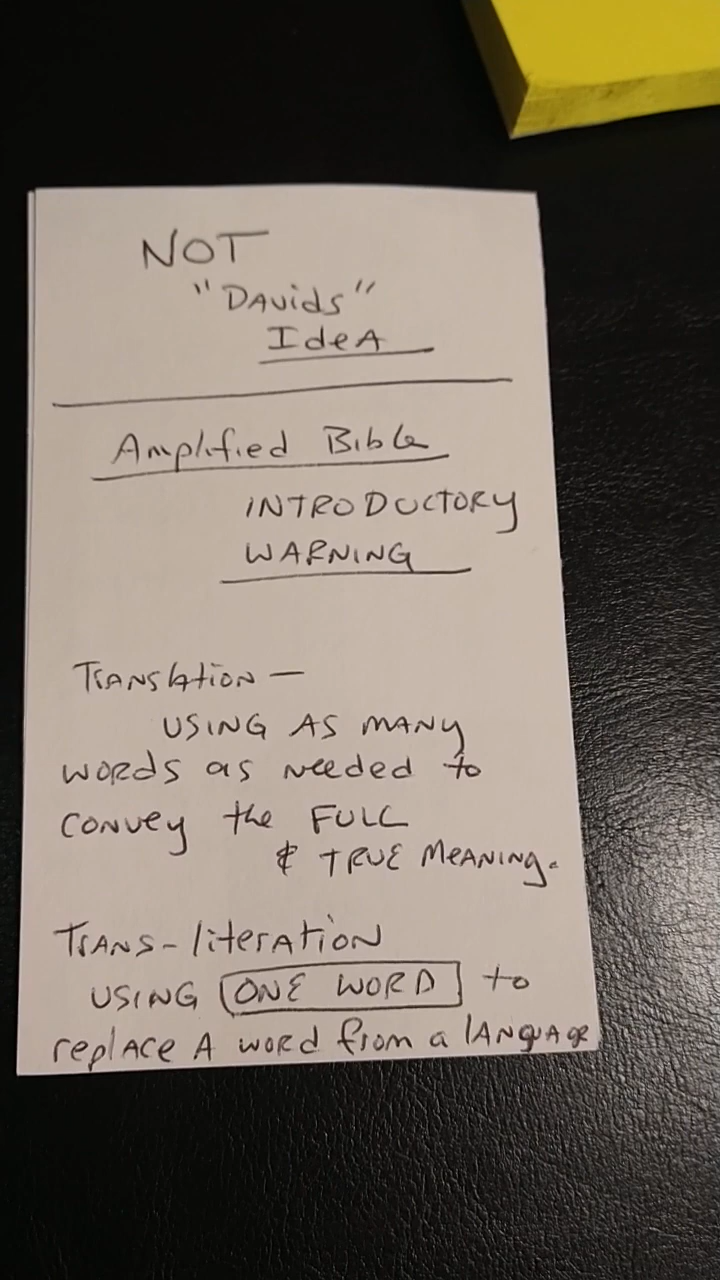 NOT
"DAVids"
IdeA
Amplified Bible
INTRODUCTORY
WARNING
TRANSlAtion —
USING AS MANY
WORDS as Needed to
CONVEY the FULL
& TRUE MEANING.
TRANS-liteRATION
USING ONE WORD to
replACE A WORD from a lANguAge